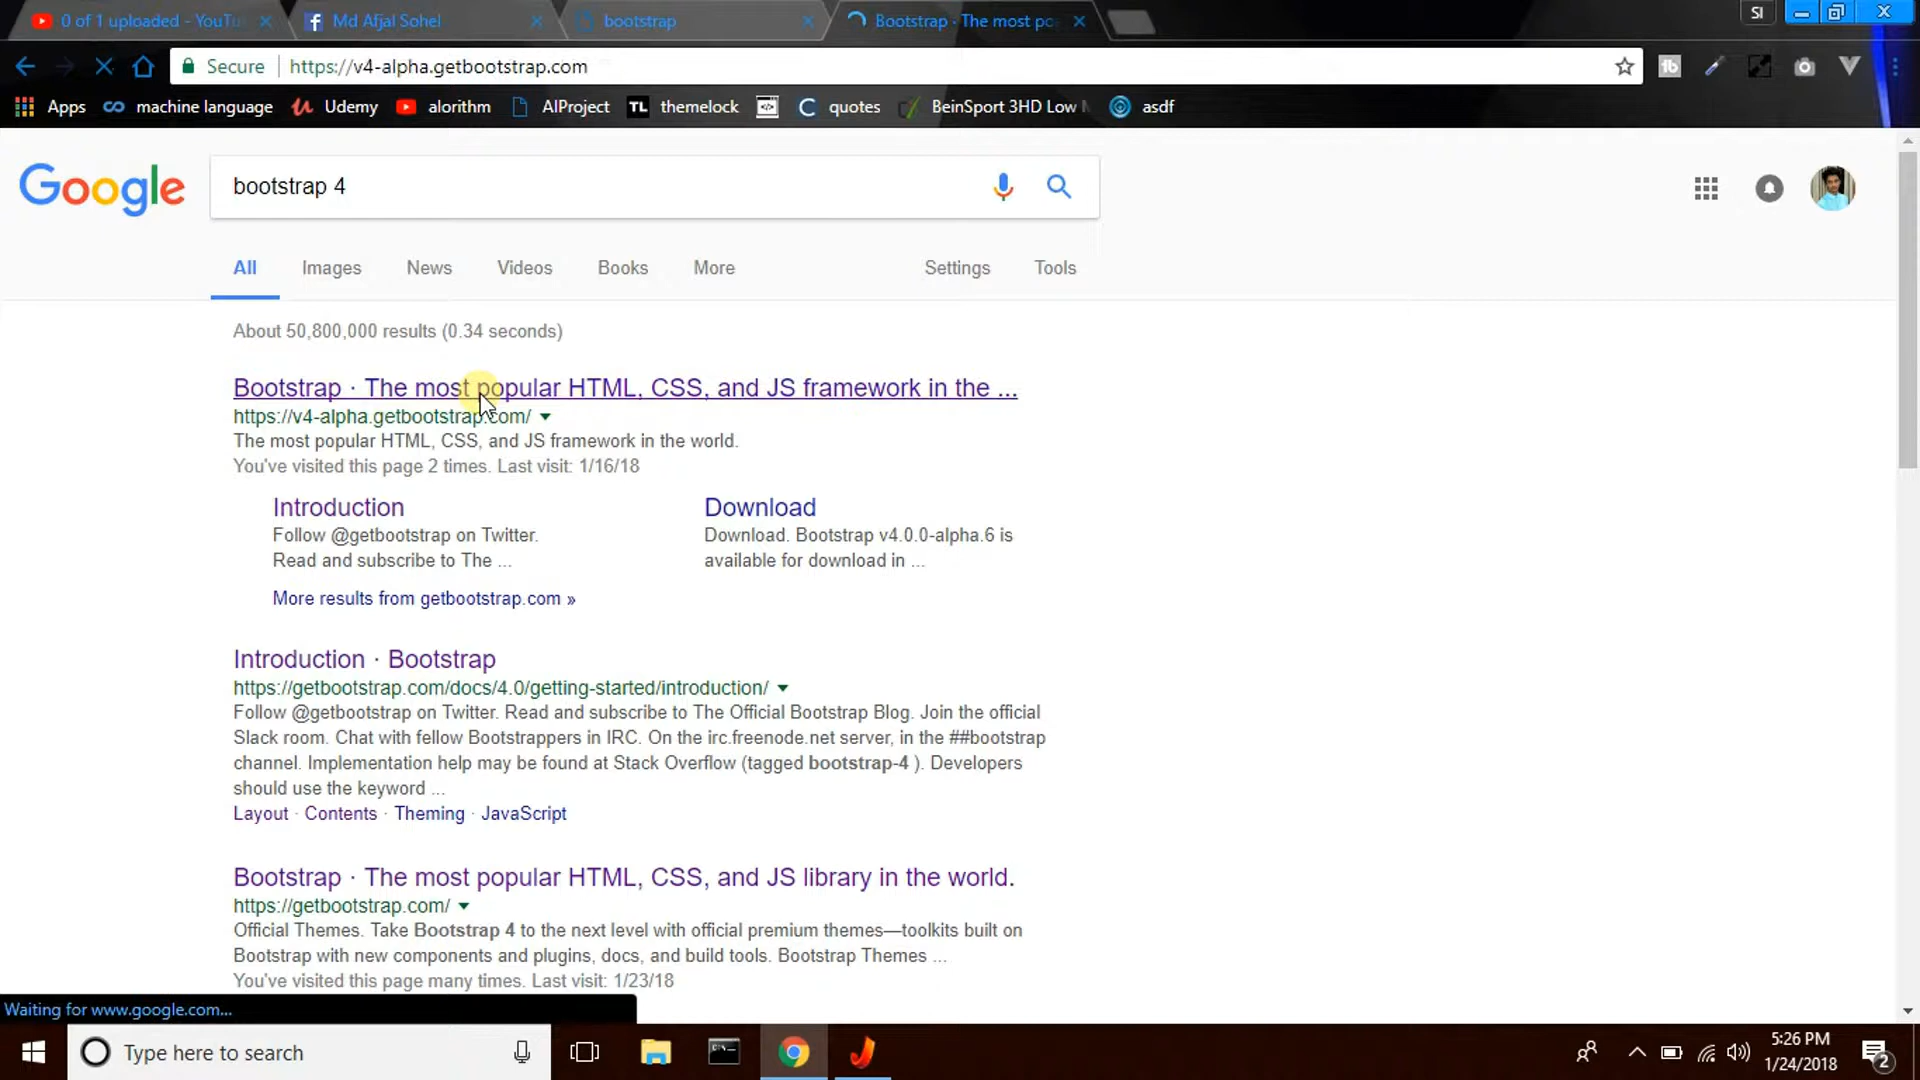 0 of 1 uploaded - YouTu
Md Afjal Sohel
bootstrap
Bootstrap · The most po
SI
Secure
https://v4-alpha.getbootstrap.com
Apps
machine language
Udemy
alorithm
AIProject
TL
themelock
quotes
BeinSport 3HD Low
asdf
Google
bootstrap 4
All
Images
News
Videos
Books
More
Settings
Tools
About 50,800,000 results (0.34 seconds)
Bootstrap · The most popular HTML, CSS, and JS framework in the ...
https://v4-alpha.getbootstrap.com/
The most popular HTML, CSS, and JS framework in the world.
You've visited this page 2 times. Last visit: 1/16/18
Introduction
Follow @getbootstrap on Twitter.
Read and subscribe to The ...
Download
Download. Bootstrap v4.0.0-alpha.6 is
available for download in ...
More results from getbootstrap.com »
Introduction · Bootstrap
https://getbootstrap.com/docs/4.0/getting-started/introduction/
Follow @getbootstrap on Twitter. Read and subscribe to The Official Bootstrap Blog. Join the official
Slack room. Chat with fellow Bootstrappers in IRC. On the irc.freenode.net server, in the ##bootstrap
channel. Implementation help may be found at Stack Overflow (tagged bootstrap-4 ). Developers
should use the keyword ...
Layout · Contents · Theming · JavaScript
Bootstrap · The most popular HTML, CSS, and JS library in the world.
https://getbootstrap.com/
Official Themes. Take Bootstrap 4 to the next level with official premium themes—toolkits built on
Bootstrap with new components and plugins, docs, and build tools. Bootstrap Themes ...
You've visited this page many times. Last visit: 1/23/18
Waiting for www.google.com...
Type here to search
5:26 PM
1/24/2018
2